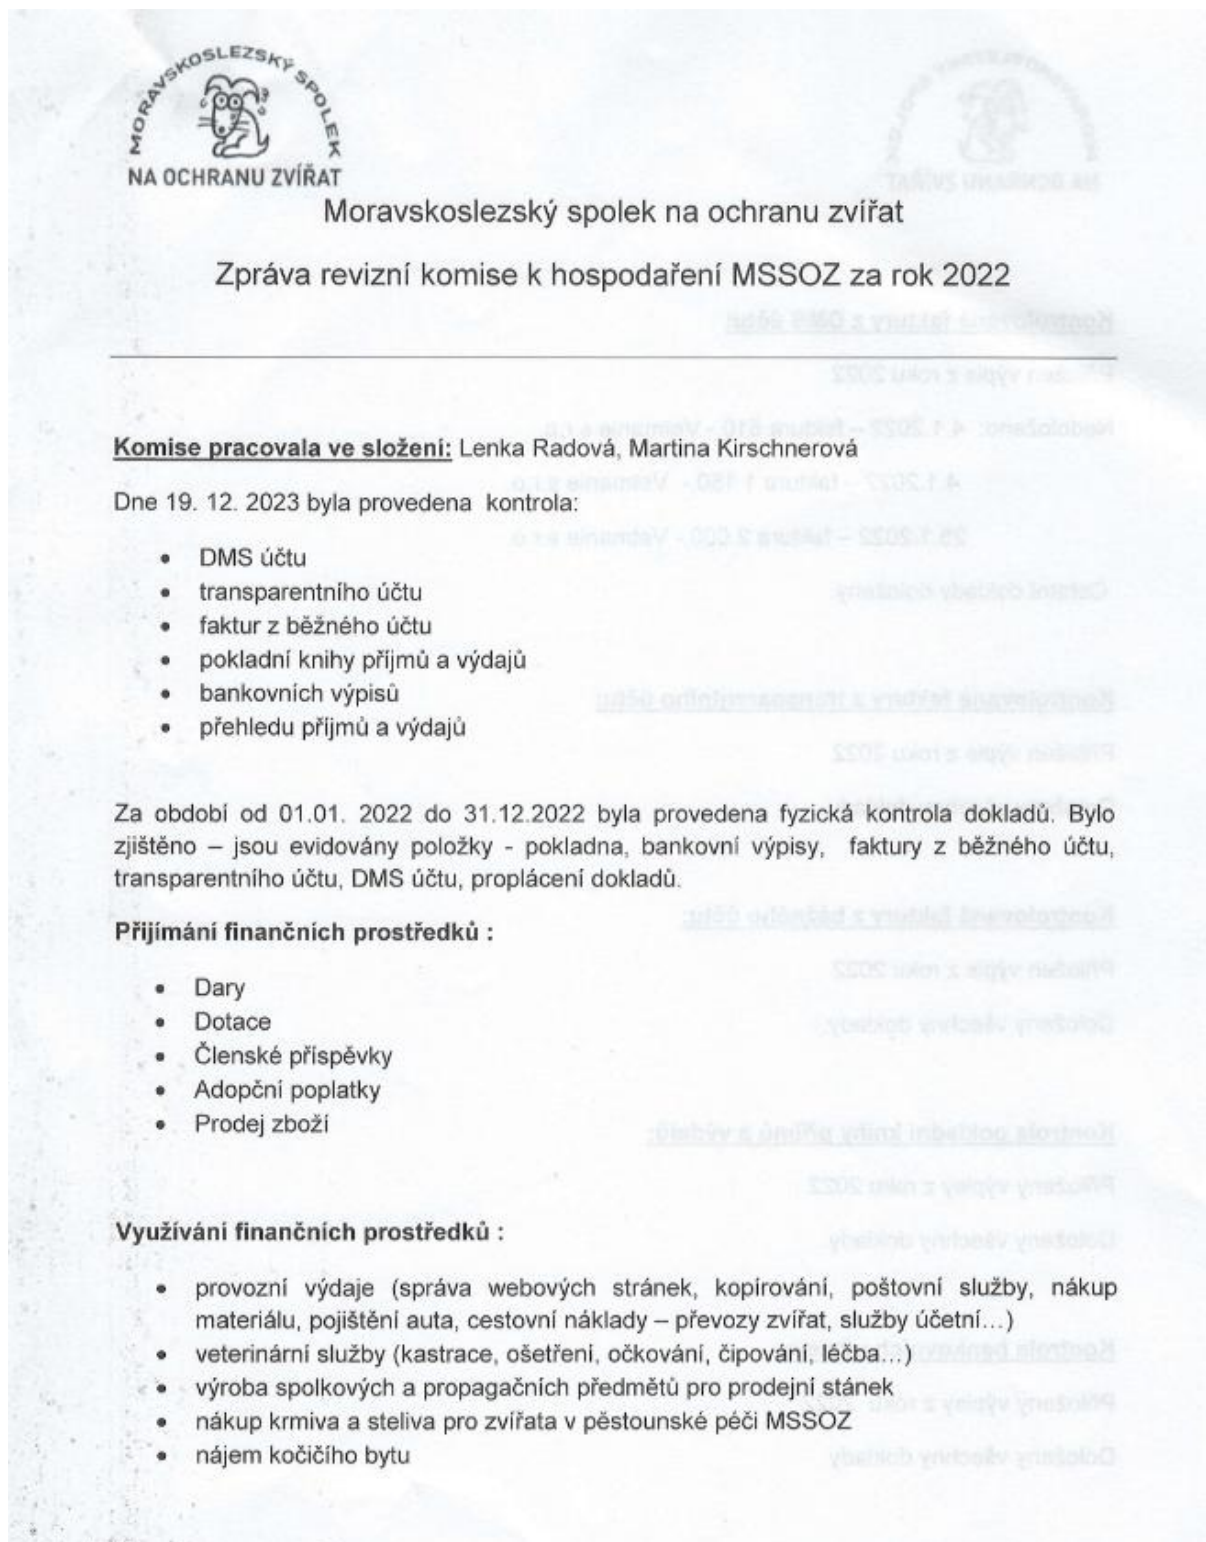 MORAVSKOSLEZSKÝ SPOLEK
NA OCHRANU ZVÍŘAT
Moravskoslezský spolek na ochranu zvířat
Zpráva revizní komise k hospodaření MSSOZ za rok 2022
Komise pracovala ve složení: Lenka Radová, Martina Kirschnerová
Dne 19. 12. 2023 byla provedena kontrola:
• DMS účtu
• transparentního účtu
• faktur z běžného účtu
• pokladní knihy příjmů a výdajů
• bankovních výpisů
• přehledu příjmů a výdajů
Za období od 01.01. 2022 do 31.12.2022 byla provedena fyzická kontrola dokladů. Bylo
zjištěno – jsou evidovány položky - pokladna, bankovní výpisy, faktury z běžného účtu,
transparentního účtu, DMS účtu, proplácení dokladů.
Přijímání finančních prostředků :
• Dary
• Dotace
• Členské příspěvky
• Adopční poplatky
• Prodej zboží
Využívání finančních prostředků :
• provozní výdaje (správa webových stránek, kopírování, poštovní služby, nákup
materiálu, pojištění auta, cestovní náklady – převozy zvířat, služby účetní...)
• veterinární služby (kastrace, ošetření, očkování, čipování, léčba...)
• výroba spolkových a propagačních předmětů pro prodejní stánek
• nákup krmiva a steliva pro zvířata v pěstounské péči MSSOZ
• nájem kočičího bytu